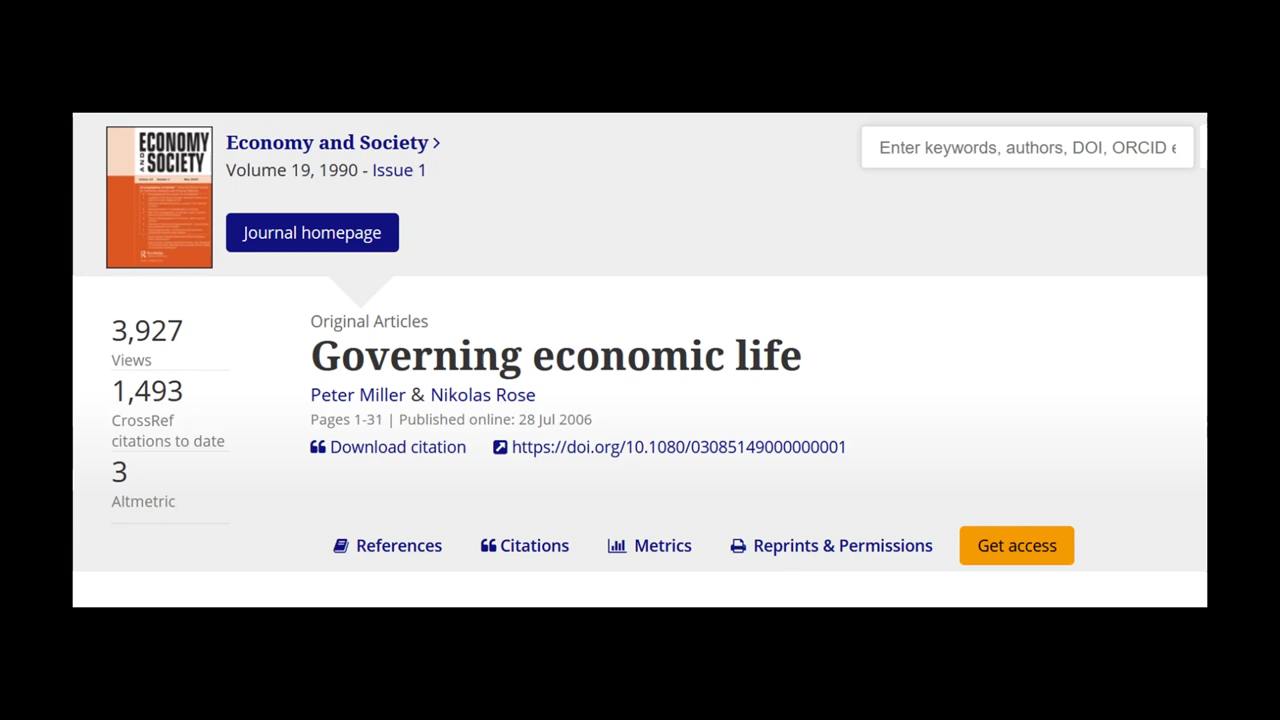 ECONOMY
AND
SOCIETY
Economy and Society
Volume 19, 1990 - Issue 1
Enter keywords, authors, DOI, ORCID e
Journal homepage
3,927
Views
1,493
CrossRef
citations to date
3
Altmetric
Original Articles
Governing economic life
Peter Miller & Nikolas Rose
Pages 1-31 | Published online: 28 Jul 2006
Download citation https://doi.org/10.1080/03085149000000001
References Citations Metrics Reprints & Permissions Get access